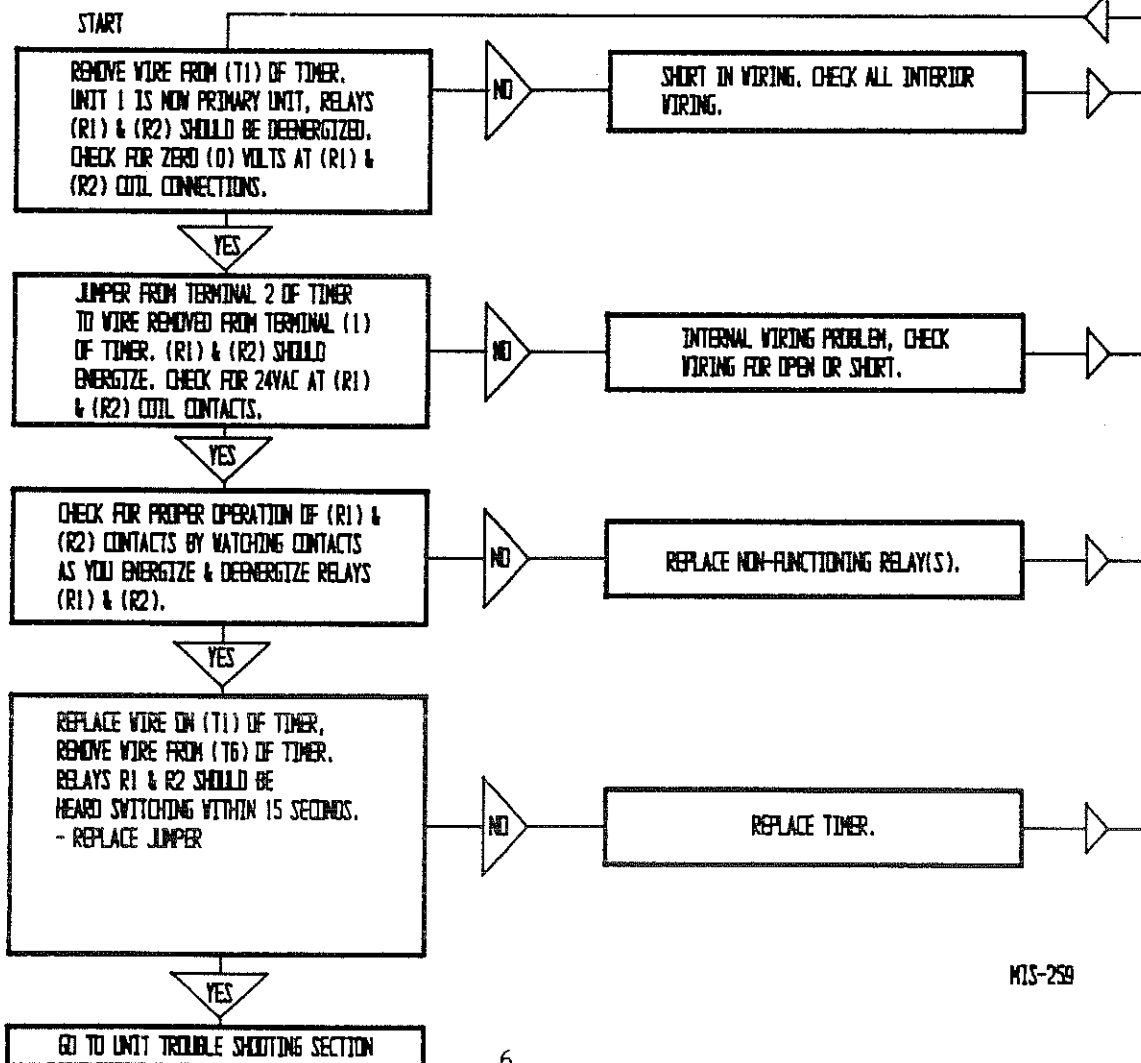 START
REMOVE WIRE FROM (T1) OF TIMER.
UNIT 1 IS NOW PRIMARY UNIT, RELAYS
(R1) & (R2) SHOULD BE DEENERGIZED.
CHECK FOR ZERO (0) VOLTS AT (R1) &
(R2) COIL CONNECTIONS.
NO
SHORT IN WIRING. CHECK ALL INTERIOR
WIRING.
YES
JUMPER FROM TERMINAL 2 OF TIMER
TO WIRE REMOVED FROM TERMINAL (1)
OF TIMER. (R1) & (R2) SHOULD
ENERGIZE. CHECK FOR 24VAC AT (R1)
& (R2) COIL CONTACTS.
NO
INTERNAL WIRING PROBLEM, CHECK
WIRING FOR OPEN OR SHORT.
YES
CHECK FOR PROPER OPERATION OF (R1) &
(R2) CONTACTS BY WATCHING CONTACTS
AS YOU ENERGIZE & DEENERGIZE RELAYS
(R1) & (R2).
NO
REPLACE NON-FUNCTIONING RELAY(S).
YES
REPLACE WIRE ON (T1) OF TIMER,
REMOVE WIRE FROM (T6) OF TIMER.
RELAYS R1 & R2 SHOULD BE
HEARD SWITCHING WITHIN 15 SECONDS.
- REPLACE JUMPER
NO
REPLACE TIMER.
YES
MIS-259
GO TO UNIT TROUBLE SHOOTING SECTION
6